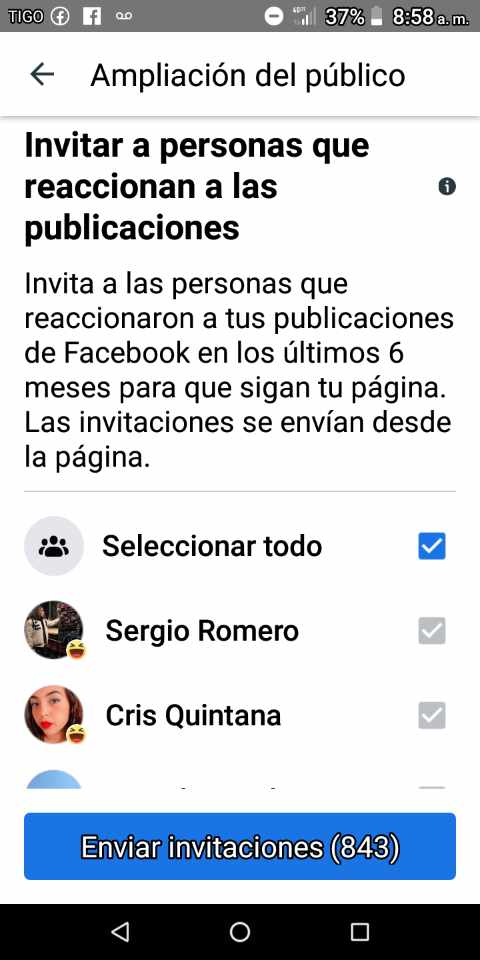 TIGO 4G 37% 8:58 a. m.
Ampliación del público
Invitar a personas que
reaccionan a las
publicaciones
Invita a las personas que
reaccionaron a tus publicaciones
de Facebook en los últimos 6
meses para que sigan tu página.
Las invitaciones se envían desde
la página.
Seleccionar todo
Sergio Romero
Cris Quintana
Enviar invitaciones (843)